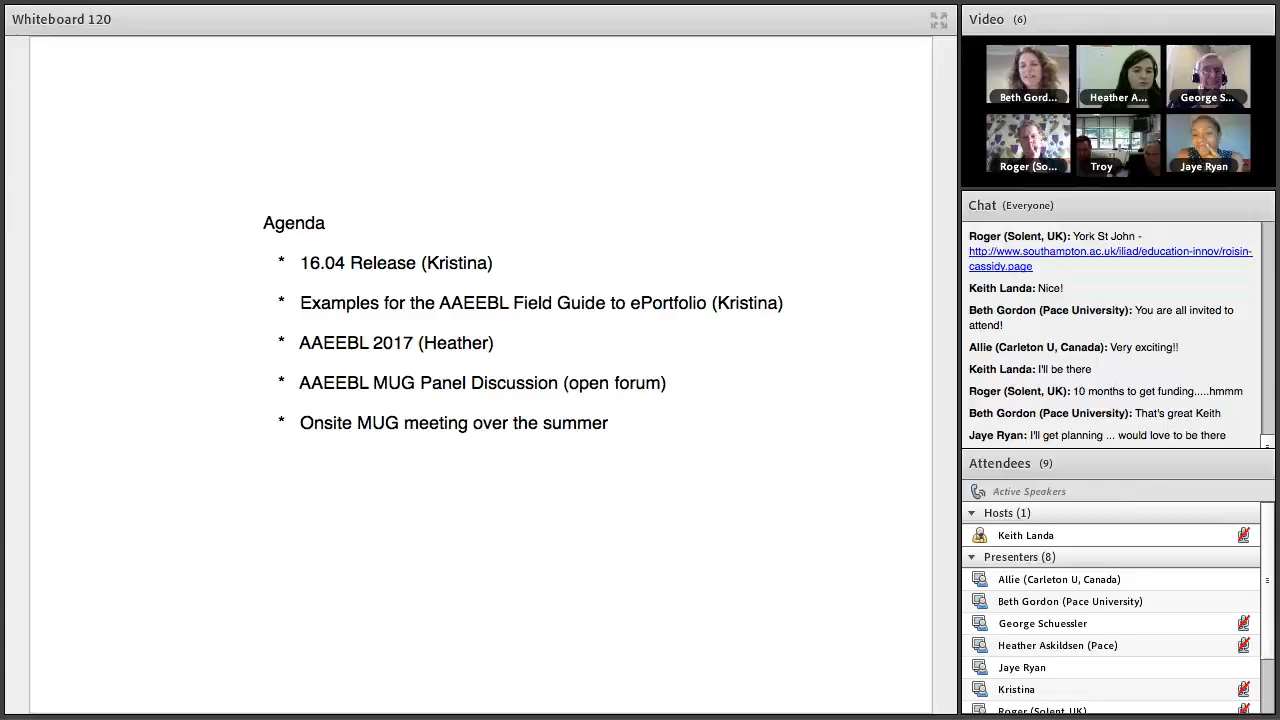 Whiteboard 120
Agenda
* 16.04 Release (Kristina)
* Examples for the AAEEBL Field Guide to ePortfolio (Kristina)
* AAEEBL 2017 (Heather)
* AAEEBL MUG Panel Discussion (open forum)
* Onsite MUG meeting over the summer
Video (6)
Beth Gord...
Heather A...
George S...
Roger (So...
Troy
Jaye Ryan
Chat (Everyone)
Roger (Solent, UK): York St John -
http://www.southampton.ac.uk/iliad/education-innov/roisin-
cassidy.page
Keith Landa: Nice!
Beth Gordon (Pace University): You are all invited to
attend!
Allie (Carleton U, Canada): Very exciting!!
Keith Landa: I'll be there
Roger (Solent, UK): 10 months to get funding.....hmmm
Beth Gordon (Pace University): That's great Keith
Jaye Ryan: I'll get planning ... would love to be there
Attendees (9)
Active Speakers
Hosts (1)
Keith Landa
Presenters (8)
Allie (Carleton U, Canada)
Beth Gordon (Pace University)
George Schuessler
Heather Askildsen (Pace)
Jaye Ryan
Kristina
Roger (Solent, UK)